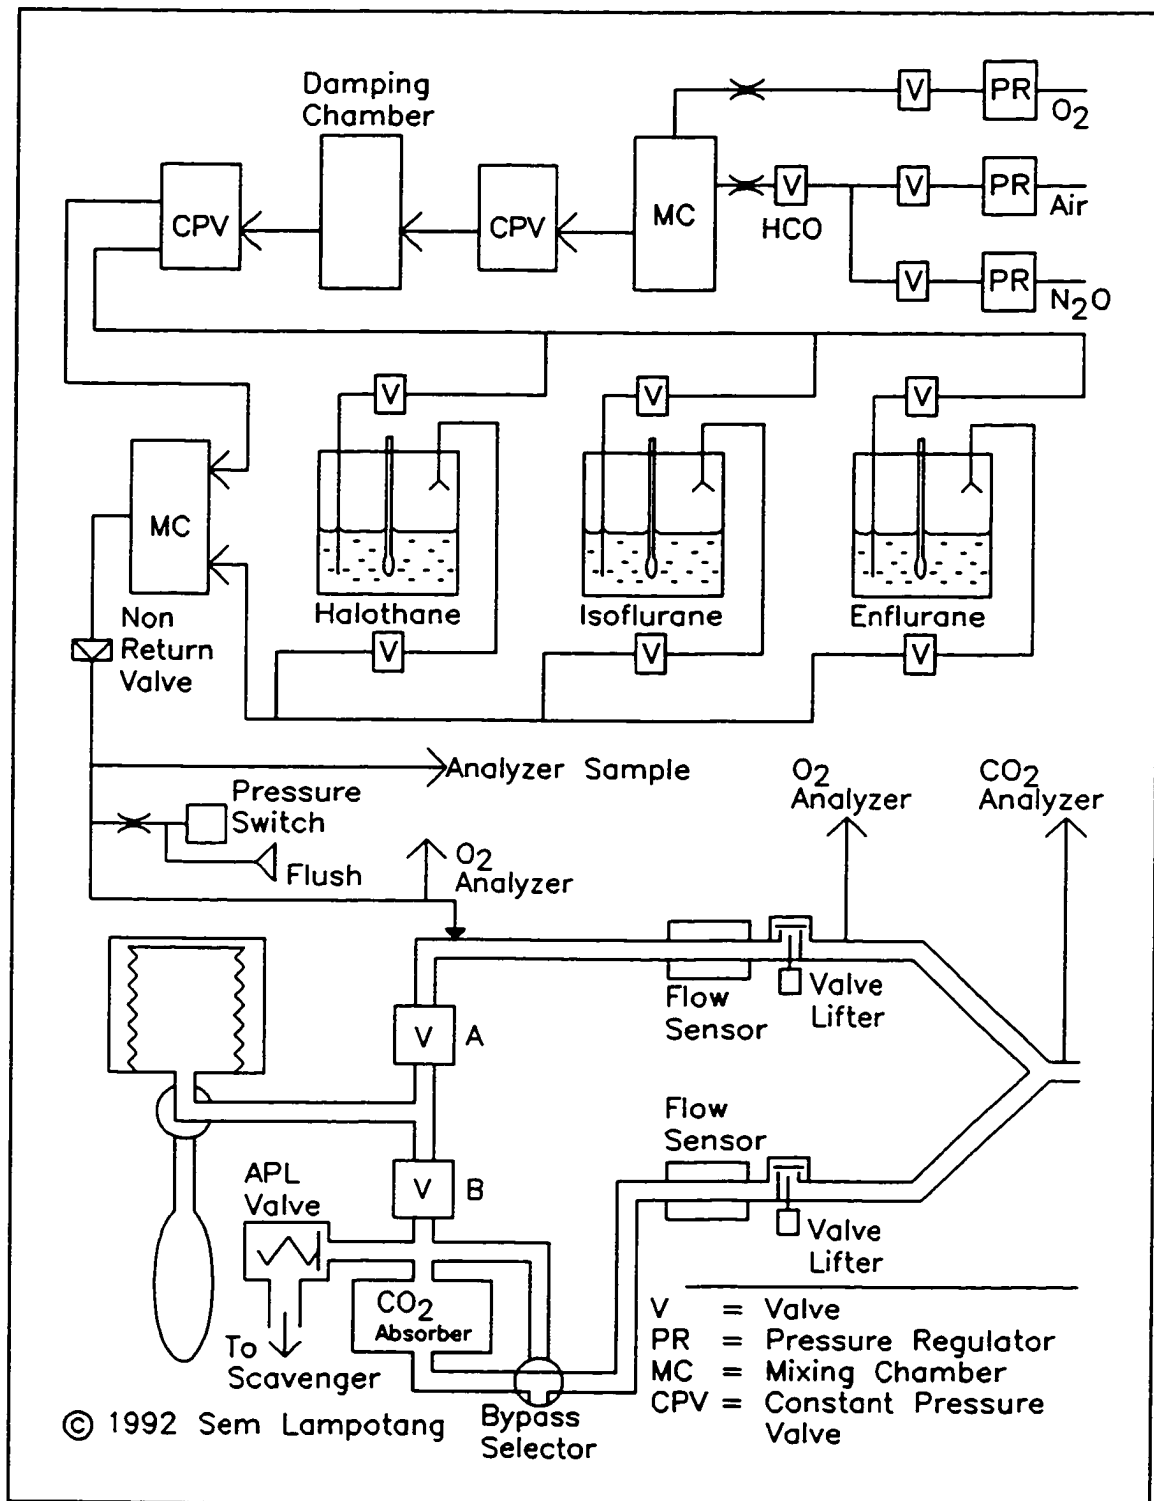 Damping
Chamber
V
PR
O2
CPV
CPV
MC
V
HCO
V
PR
Air
V
PR
N2O
V
V
V
MC
Halothane
Isoflurane
Enflurane
Non
Return
Valve
V
V
V
Analyzer Sample
Pressure
Switch
Flush
O2
Analyzer
O2
Analyzer
CO2
Analyzer
Flow
Sensor
Valve
Lifter
V A
Flow
Sensor
V B
APL
Valve
Valve
Lifter
CO2
Absorber
To
Scavenger
Bypass
Selector
V = Valve
PR = Pressure Regulator
MC = Mixing Chamber
CPV = Constant Pressure
Valve
© 1992 Sem Lampotang